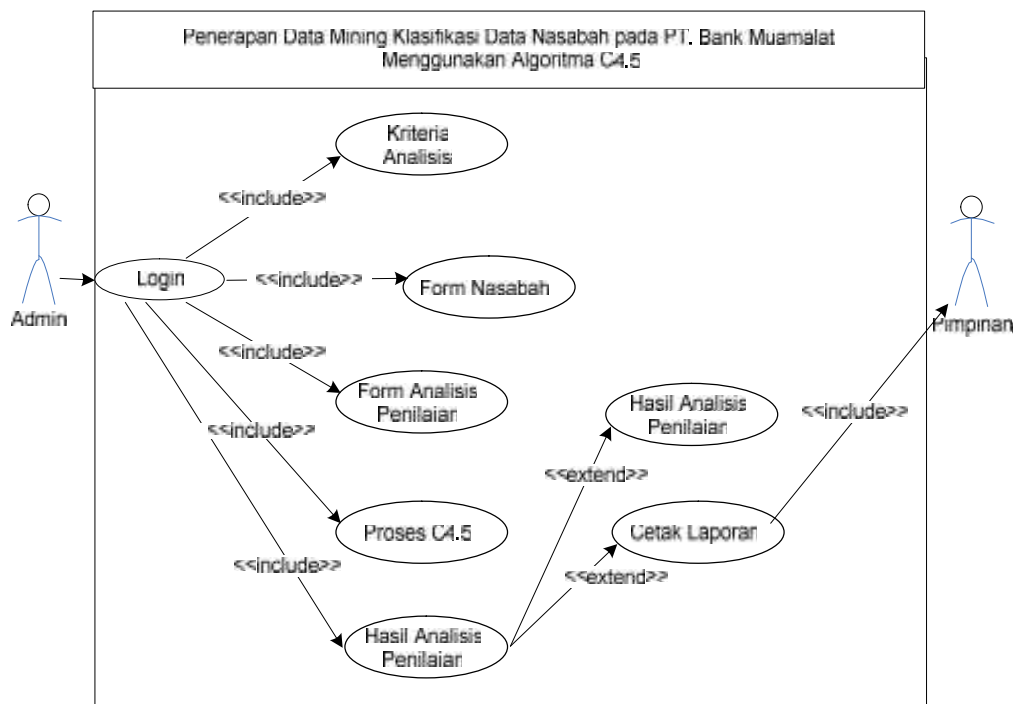 Penerapan Data Mining Klasifikasi Data Nasabah pada PT. Bank Muamalat
Menggunakan Algoritma C4.5
Kriteria
Analisis
<<include>>
Login
<<include>>
Form Nasabah
Admin
Pimpinan
<<include>>
Form Analisis
Penilaian
Hasil Analisis
Penilaian
<<include>>
<<include>>
<<extend>>
Proses C4.5
Cetak Laporan
<<include>>
<<extend>>
Hasil Analisis
Penilaian